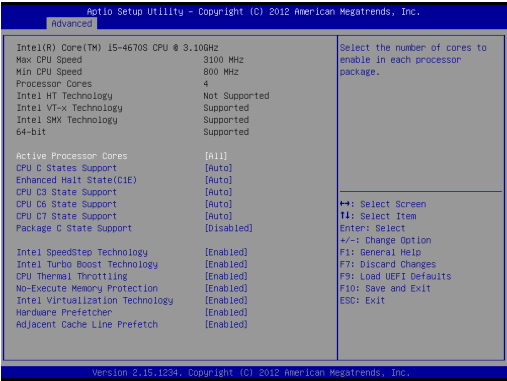 Aptio Setup Utility – Copyright (C) 2012 American Megatrends, Inc.
Advanced
Intel(R) Core(TM) i5-4670S CPU @ 3.10GHz
Max CPU Speed 3100 MHz
Min CPU Speed 800 MHz
Processor Cores 4
Intel HT Technology Not Supported
Intel VT-x Technology Supported
Intel SMX Technology Supported
64-bit Supported
Active Processor Cores [All]
CPU C States Support [Auto]
Enhanced Halt State(C1E) [Auto]
CPU C3 State Support [Auto]
CPU C6 State Support [Auto]
CPU C7 State Support [Auto]
Package C State Support [Disabled]
Intel SpeedStep Technology [Enabled]
Intel Turbo Boost Technology [Enabled]
CPU Thermal Throttling [Enabled]
No-Execute Memory Protection [Enabled]
Intel Virtualization Technology [Enabled]
Hardware Prefetcher [Enabled]
Adjacent Cache Line Prefetch [Enabled]
Select the number of cores to
enable in each processor
package.
↔: Select Screen
↑↓: Select Item
Enter: Select
+/-: Change Option
F1: General Help
F7: Discard Changes
F9: Load UEFI Defaults
F10: Save and Exit
ESC: Exit
Version 2.15.1234. Copyright (C) 2012 American Megatrends, Inc.